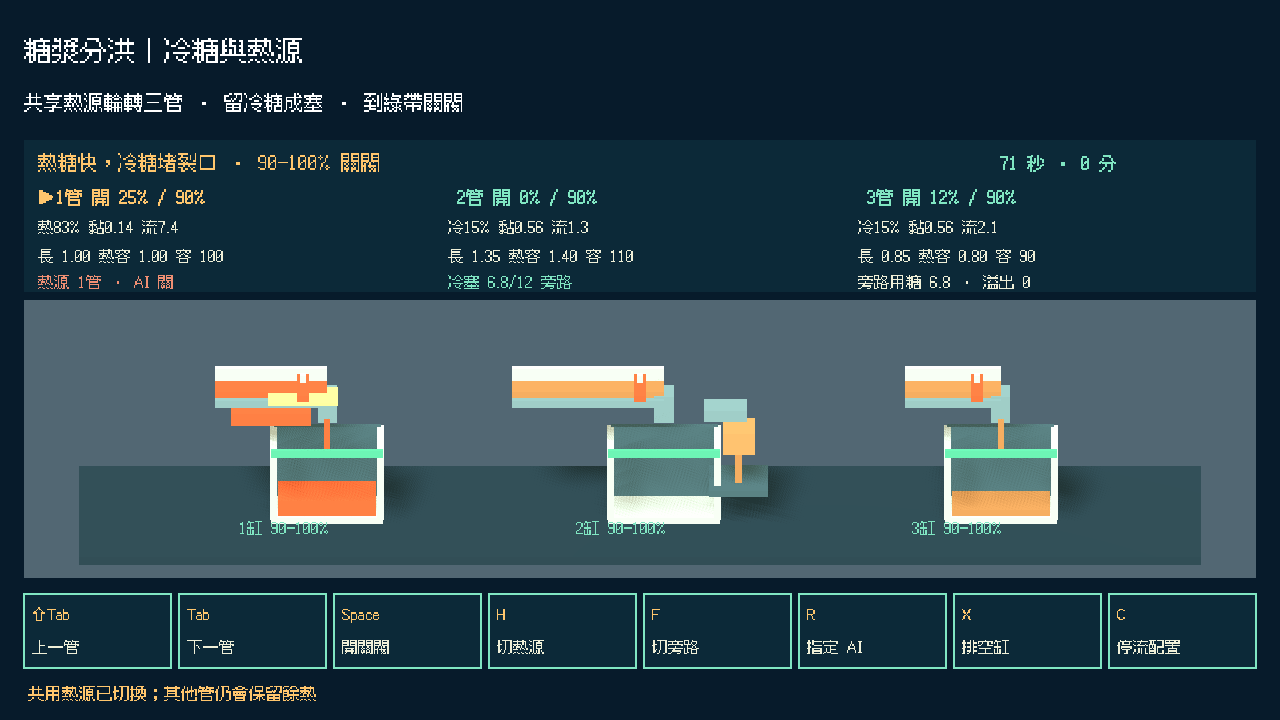 糖漿分洪｜冷糖與熱源
共享熱源輪轉三管 · 留冷糖成塞 · 到綠帶關閥
熱糖快，冷糖堵裂口 · 90-100% 關閥
71 秒 · 0 分
▶1管 開 25% / 90%
2管 開 0% / 90%
3管 開 12% / 90%
熱83% 黏0.14 流7.4
冷15% 黏0.56 流1.3
冷15% 黏0.56 流2.1
長 1.00 熱容 1.00 容 100
長 1.35 熱容 1.40 容 110
長 0.85 熱容 0.80 容 90
熱源 1管 · AI 關
冷塞 6.8/12 旁路
旁路用糖 6.8 · 溢出 0
1缸 90-100%
2缸 90-100%
3缸 90-100%
⇧Tab
上一管
Tab
下一管
Space
開關閥
H
切熱源
F
切旁路
R
指定 AI
X
排空缸
C
停流配置
共用熱源已切換；其他管仍會保留餘熱